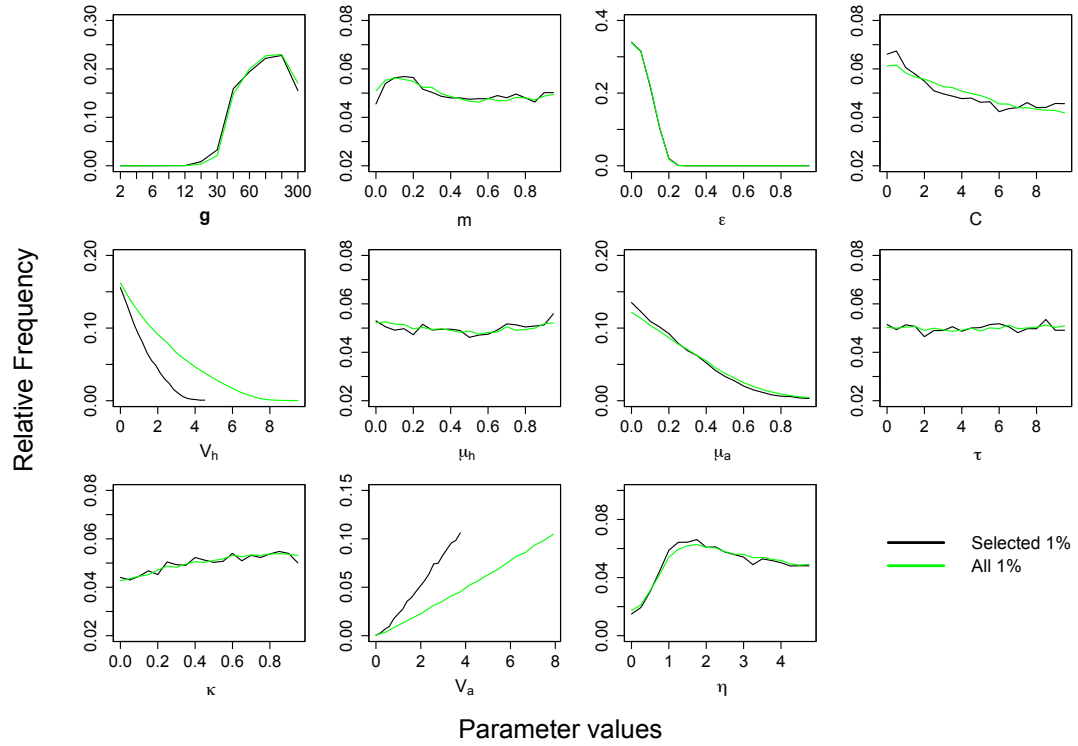 0.00 0.10 0.20 0.30
2 6 12 30 60 300
g
0.02 0.04 0.06 0.08
0.0 0.2 0.4 0.6 0.8
m
0.0 0.2 0.4
0.0 0.2 0.4 0.6 0.8
ε
0.02 0.04 0.06 0.08
0 2 4 6 8
C
Relative Frequency
0.00 0.10 0.20
0 2 4 6 8
Vh
0.02 0.04 0.06 0.08
0.0 0.2 0.4 0.6 0.8
μh
0.00 0.10 0.20
0.0 0.2 0.4 0.6 0.8
μa
0.02 0.04 0.06 0.08
0 2 4 6 8
τ
0.02 0.04 0.06 0.08
0.0 0.2 0.4 0.6 0.8
κ
0.00 0.05 0.10 0.15
0 2 4 6 8
Va
0.00 0.04 0.08
0 1 2 3 4
η
Selected 1%
All 1%
Parameter values